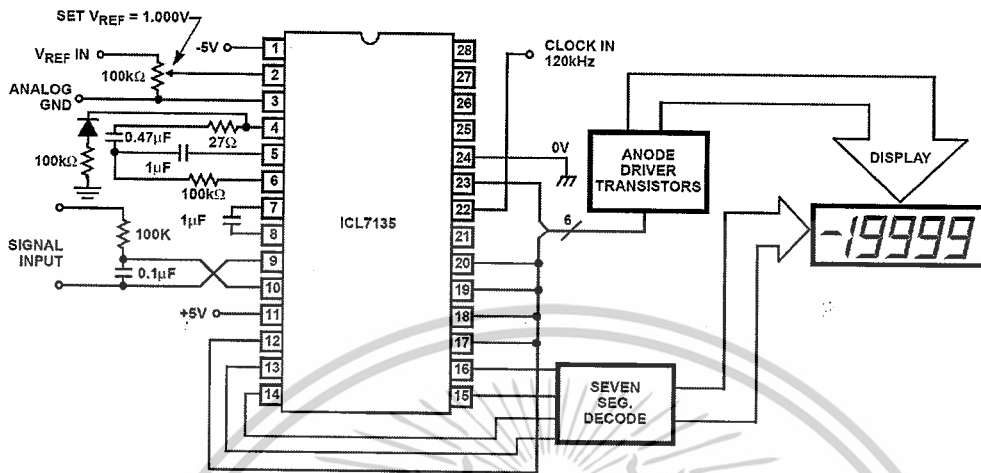 SET VREF = 1.000V
VREF IN
100kΩ
ANALOG
GND
-5V
0.47µF
27Ω
100kΩ
1µF
100kΩ
1µF
SIGNAL
INPUT
100K
0.1µF
+5V
1
2
3
4
5
6
7
8
9
10
11
12
13
14
ICL7135
28
27
26
25
24
23
22
21
20
19
18
17
16
15
CLOCK IN
120kHz
0V
6
ANODE
DRIVER
TRANSISTORS
DISPLAY
-19999
SEVEN
SEG.
DECODE